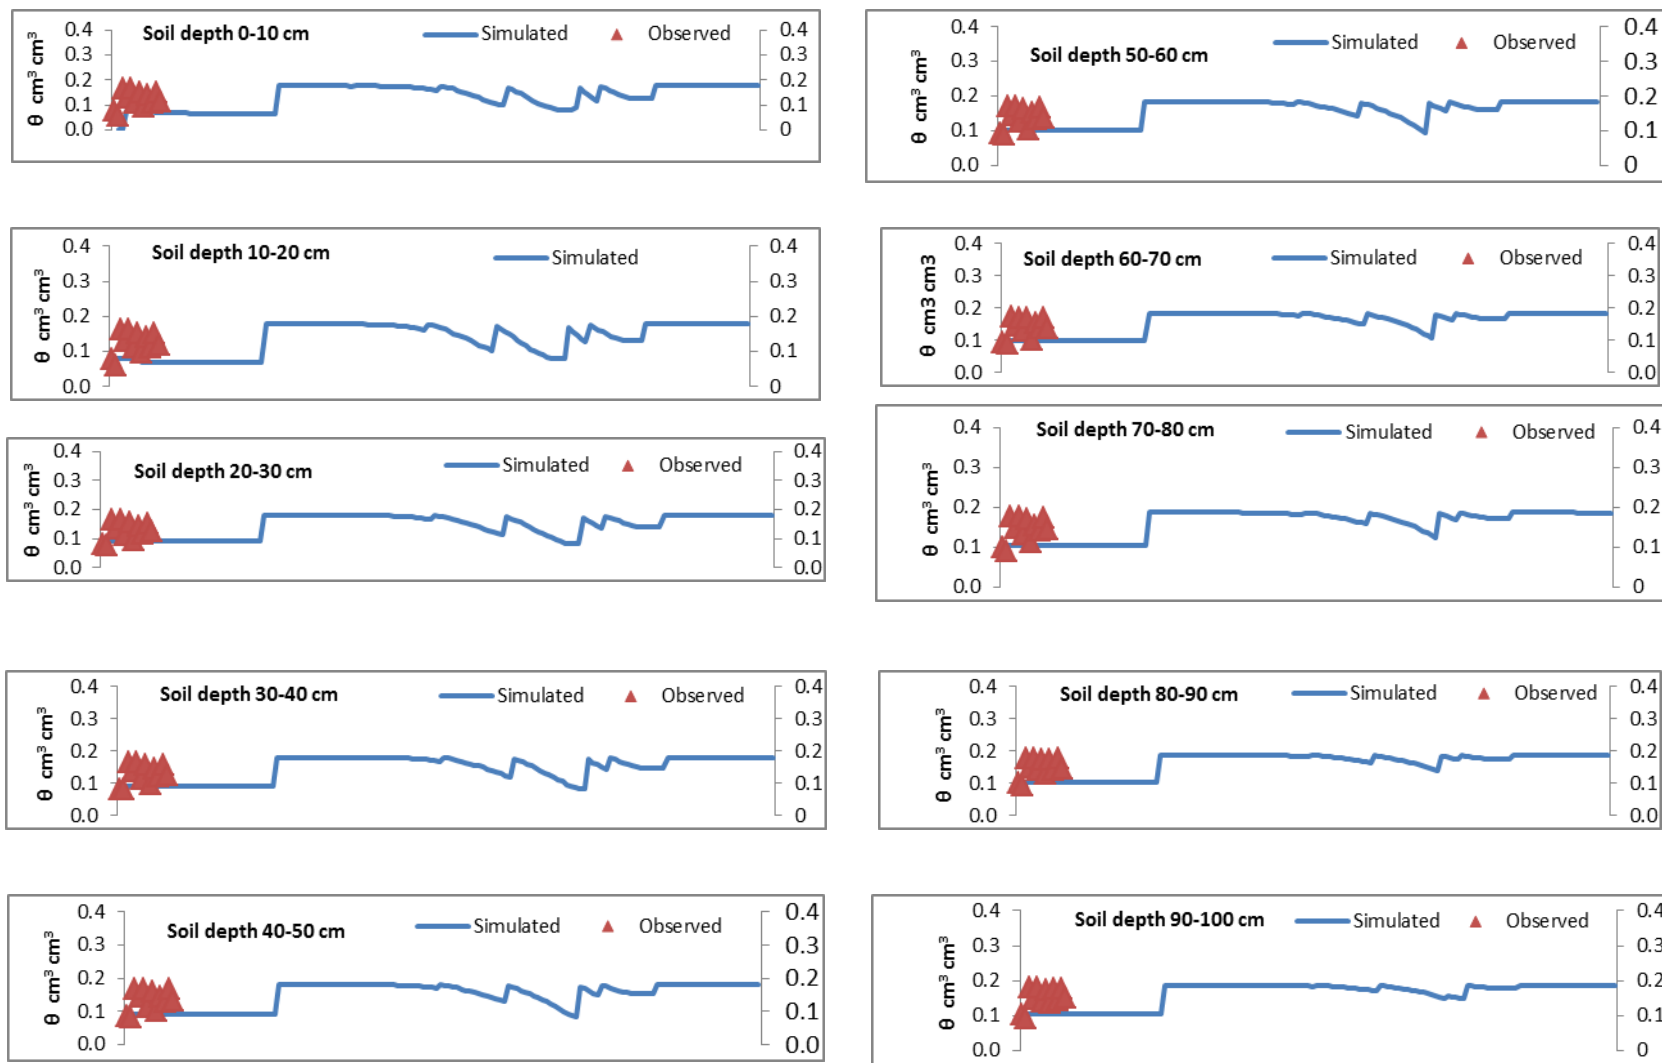 Soil depth 0-10 cm Simulated Observed
θ cm³ cm³
0.4 0.4
0.3 0.3
0.2 0.2
0.1 0.1
0.0 0
Soil depth 10-20 cm Simulated
θ cm³ cm³
0.4 0.4
0.3 0.3
0.2 0.2
0.1 0.1
0.0 0
Soil depth 20-30 cm Simulated Observed
θ cm³ cm³
0.4 0.4
0.3 0.3
0.2 0.2
0.1 0.1
0.0 0.0
Soil depth 30-40 cm Simulated Observed
θ cm³ cm³
0.4 0.4
0.3 0.3
0.2 0.2
0.1 0.1
0.0 0
Soil depth 40-50 cm Simulated Observed
θ cm³ cm³
0.4 0.4
0.3 0.3
0.2 0.2
0.1 0.1
0.0 0.0
Soil depth 50-60 cm Simulated Observed
θ cm³ cm³
0.4 0.4
0.3 0.3
0.2 0.2
0.1 0.1
0.0 0
Soil depth 60-70 cm Simulated Observed
θ cm3 cm3
0.4 0.4
0.3 0.3
0.2 0.2
0.1 0.1
0.0 0.0
Soil depth 70-80 cm Simulated Observed
θ cm³ cm³
0.4 0.4
0.3 0.3
0.2 0.2
0.1 0.1
0.0 0
Soil depth 80-90 cm Simulated Observed
θ cm³ cm³
0.4 0.4
0.3 0.3
0.2 0.2
0.1 0.1
0.0 0.0
Soil depth 90-100 cm Simulated Observed
θ cm³ cm³
0.4 0.4
0.3 0.3
0.2 0.2
0.1 0.1
0.0 0